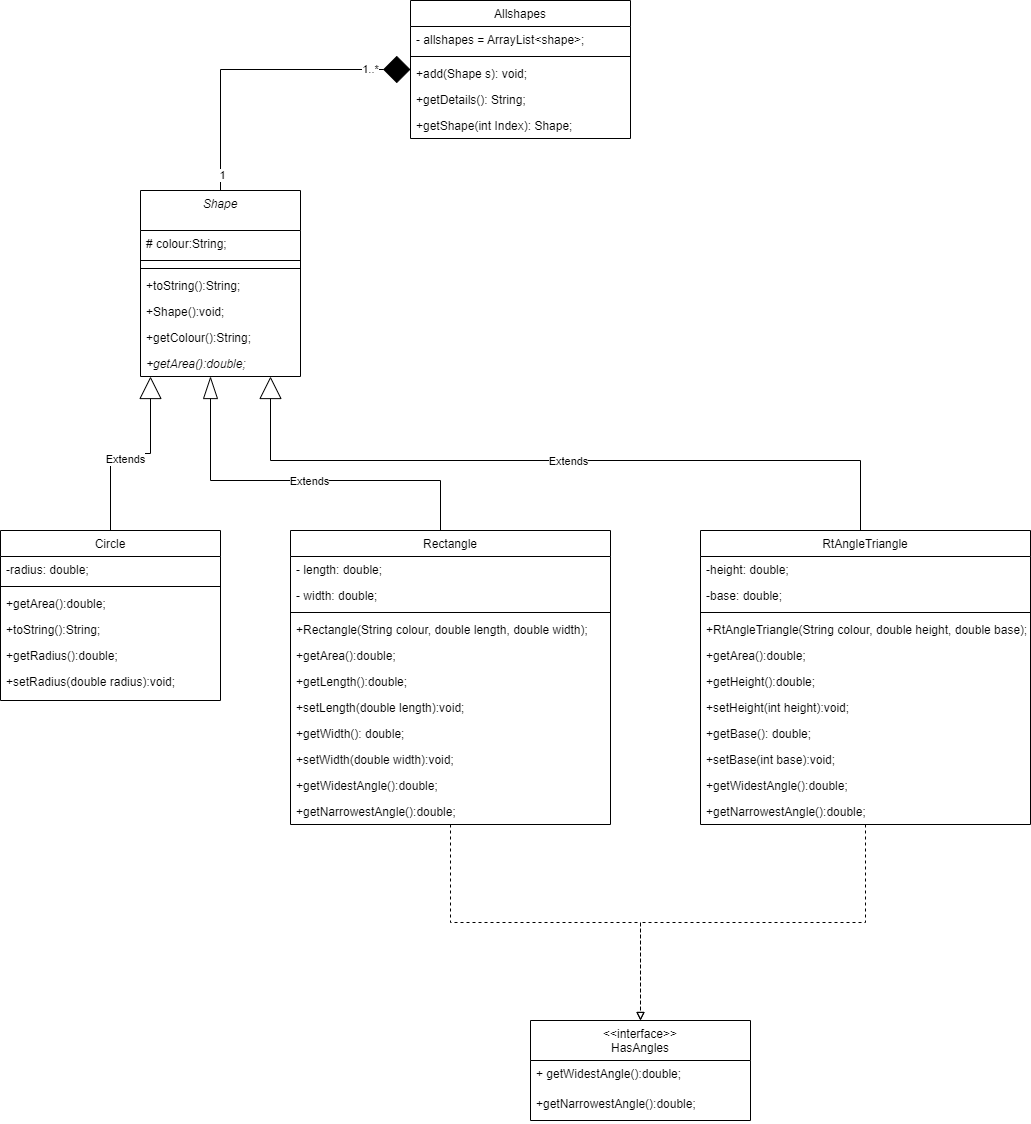 Allshapes
- allshapes = ArrayList<shape>;
+add(Shape s): void;
+getDetails(): String;
+getShape(int Index): Shape;
1..*
1
Shape
# colour:String;
+toString():String;
+Shape():void;
+getColour():String;
+getArea():double;
Extends
Extends
Extends
Circle
-radius: double;
+getArea():double;
+toString():String;
+getRadius():double;
+setRadius(double radius):void;
Rectangle
- length: double;
- width: double;
+Rectangle(String colour, double length, double width);
+getArea():double;
+getLength():double;
+setLength(double length):void;
+getWidth(): double;
+setWidth(double width):void;
+getWidestAngle():double;
+getNarrowestAngle():double;
RtAngleTriangle
-height: double;
-base: double;
+RtAngleTriangle(String colour, double height, double base);
+getArea():double;
+getHeight():double;
+setHeight(int height):void;
+getBase(): double;
+setBase(int base):void;
+getWidestAngle():double;
+getNarrowestAngle():double;
<<interface>>
HasAngles
+ getWidestAngle():double;
+getNarrowestAngle():double;